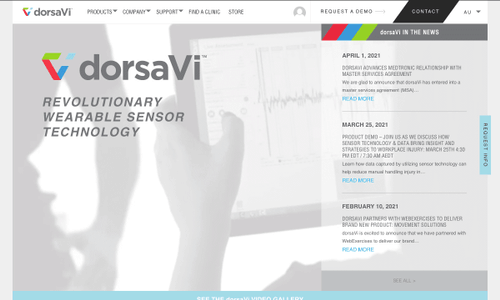 dorsaVi
PRODUCTS COMPANY SUPPORT FIND A CLINIC STORE
REQUEST A DEMO
CONTACT
AU
dorsaVi™
REVOLUTIONARY
WEARABLE SENSOR
TECHNOLOGY
dorsaVi IN THE NEWS
APRIL 1, 2021
DORSAVI ADVANCES MEDTRONIC RELATIONSHIP WITH
MASTER SERVICES AGREEMENT
We are glad to announce that dorsaVi has entered into a
master services agreement (MSA)...
READ MORE
MARCH 25, 2021
PRODUCT DEMO – JOIN US AS WE DISCUSS HOW
SENSOR TECHNOLOGY & DATA BRING INSIGHT AND
STRATEGIES TO WORKPLACE INJURY: MARCH 25TH 4.30
PM EDT / 7:30 AM AEDT
Learn how data captured by utilizing sensor technology can
help reduce manual handling injury in...
READ MORE
FEBRUARY 10, 2021
DORSAVI PARTNERS WITH WEBEXERCISES TO DELIVER
BRAND NEW PRODUCT: MOVEMENT SOLUTIONS
dorsaVi is excited to announce that we have partnered with
WebExercises to deliver our brand...
READ MORE
SEE ALL >
REQUEST INFO
SEE THE dorsaVi VIDEO GALLERY